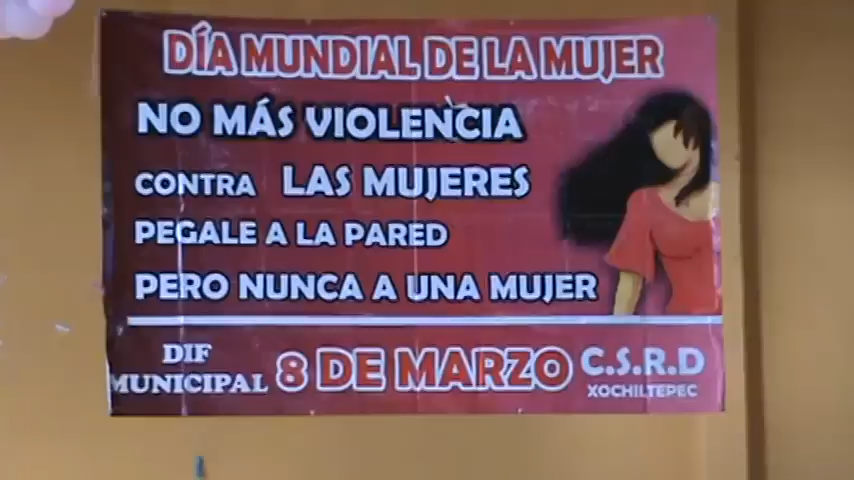 DÍA MUNDIAL DE LA MUJER
NO MÁS VIOLENCIA
CONTRA LAS MUJERES
PEGALE A LA PARED
PERO NUNCA A UNA MUJER
DIF MUNICIPAL
8 DE MARZO
C.S.R.D
XOCHILTEPEC